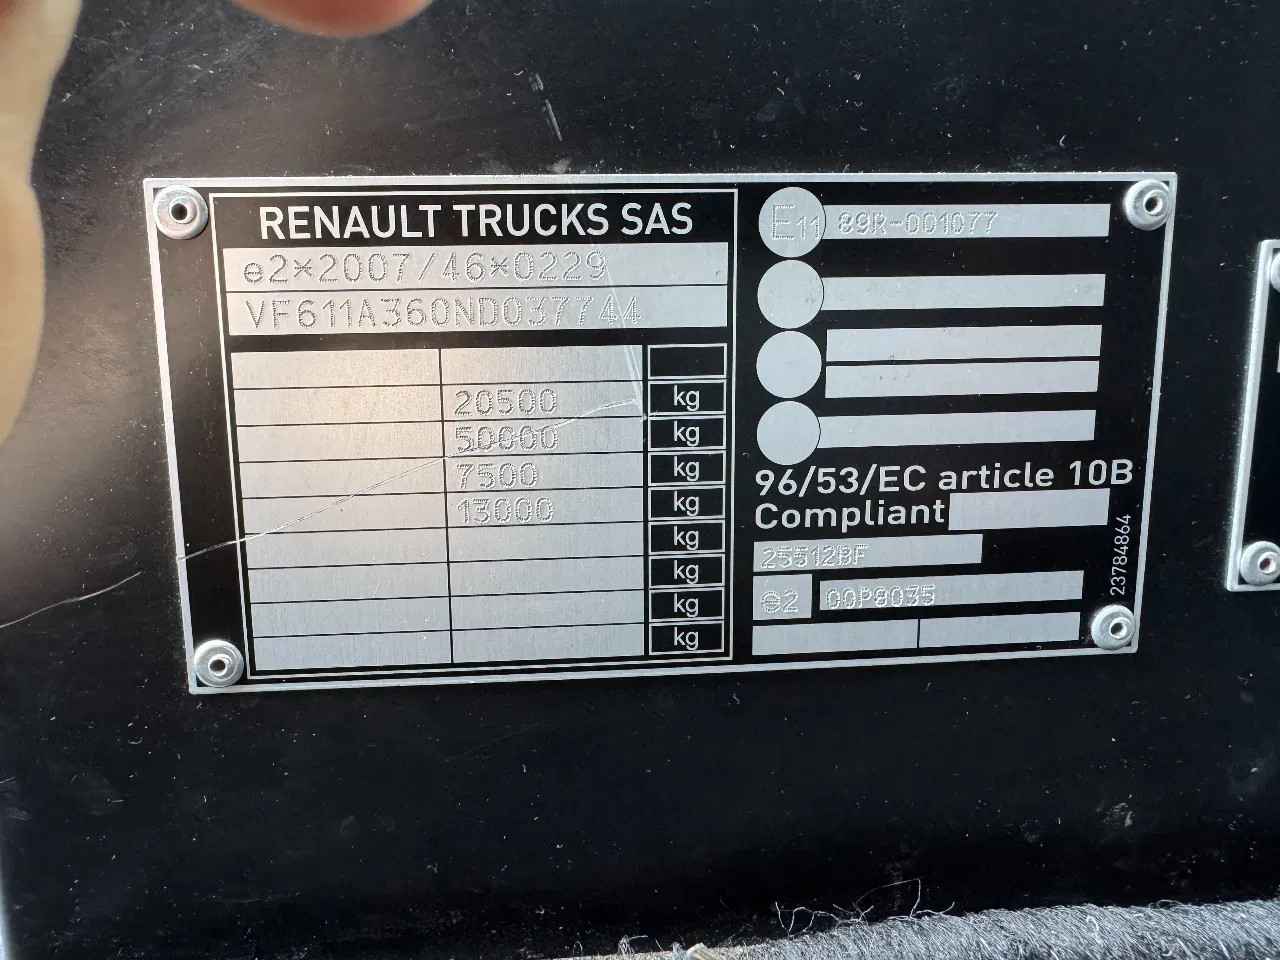 RENAULT TRUCKS SAS
e2*2007/46*0229
VF611A360ND037744
20500 kg
50000 kg
7500 kg
13000 kg
kg
kg
kg
kg
E11 89R-001077
96/53/EC article 10B
Compliant
25512BF
e2 00P8035
23784864